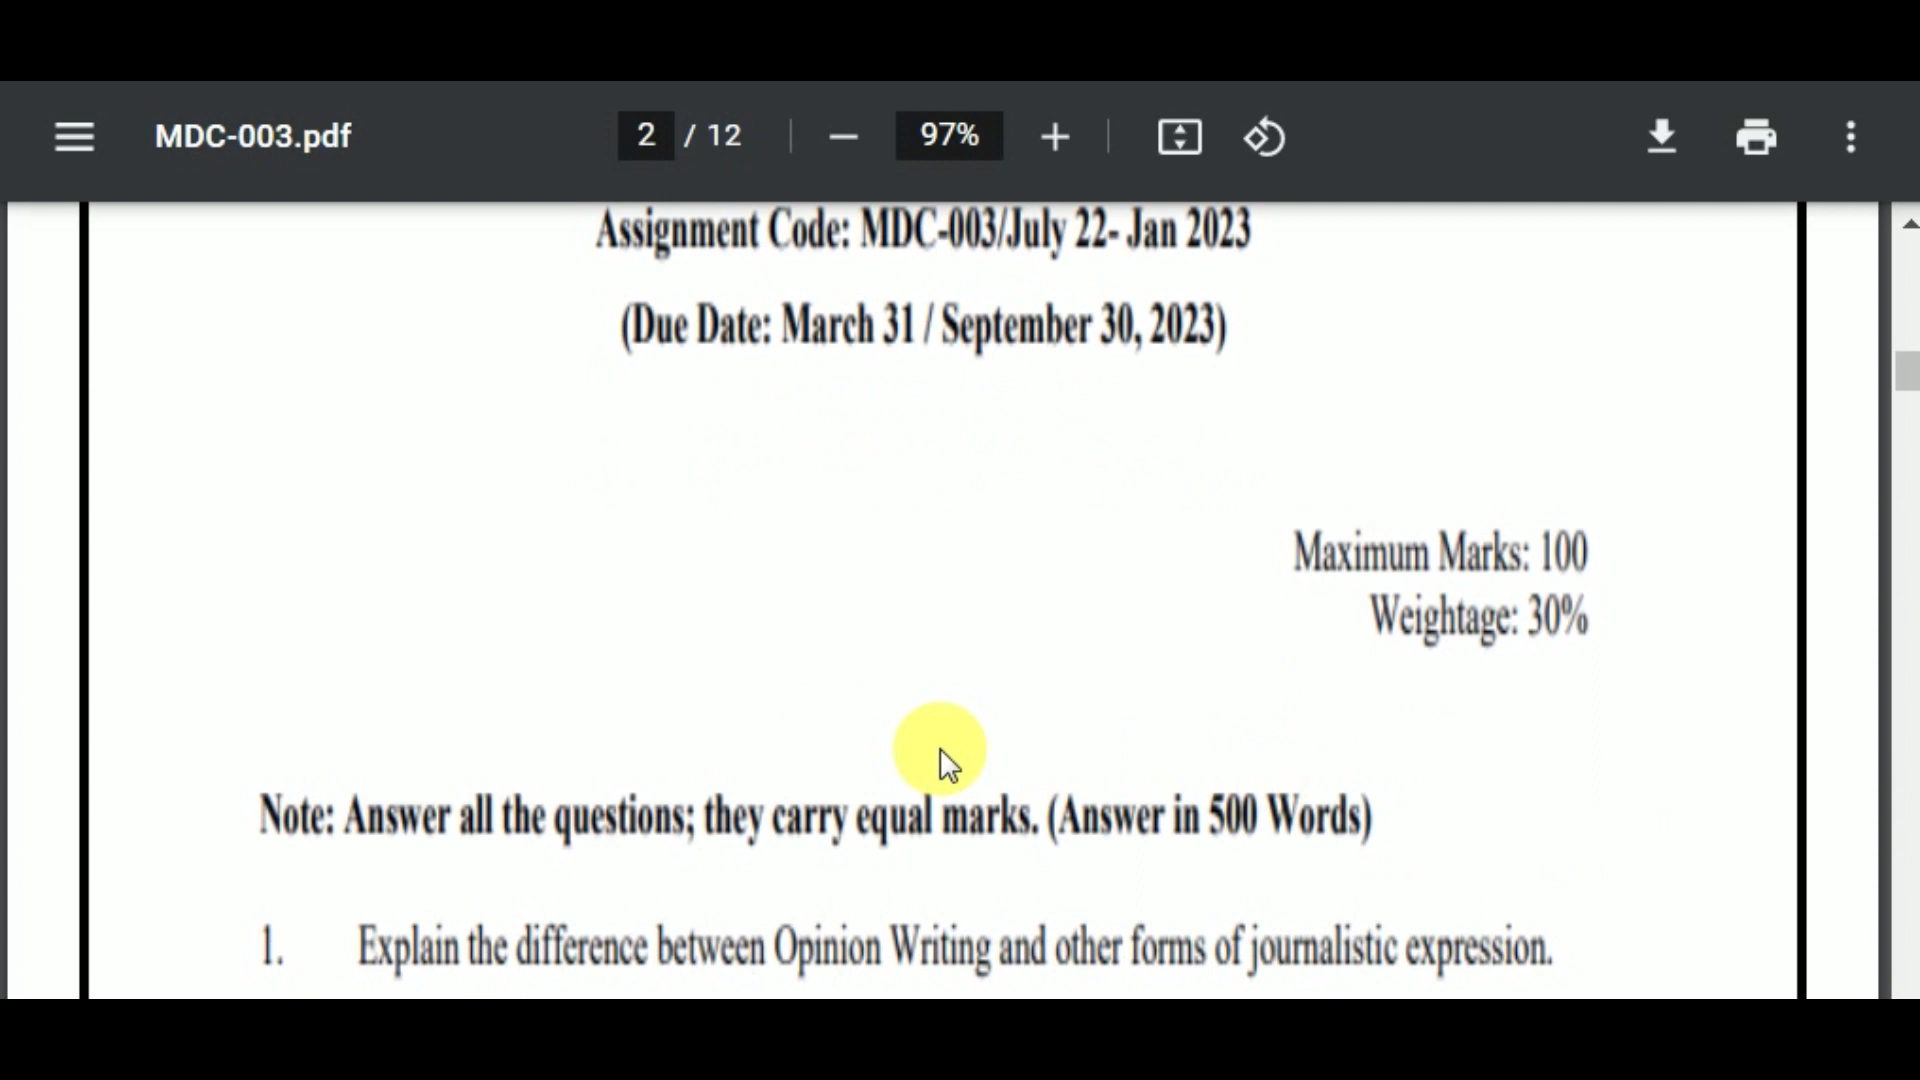 MDC-003.pdf
2 / 12
97%
Assignment Code: MDC-003/July 22- Jan 2023
(Due Date: March 31 / September 30, 2023)
Maximum Marks: 100
Weightage: 30%
Note: Answer all the questions; they carry equal marks. (Answer in 500 Words)
1. Explain the difference between Opinion Writing and other forms of journalistic expression.